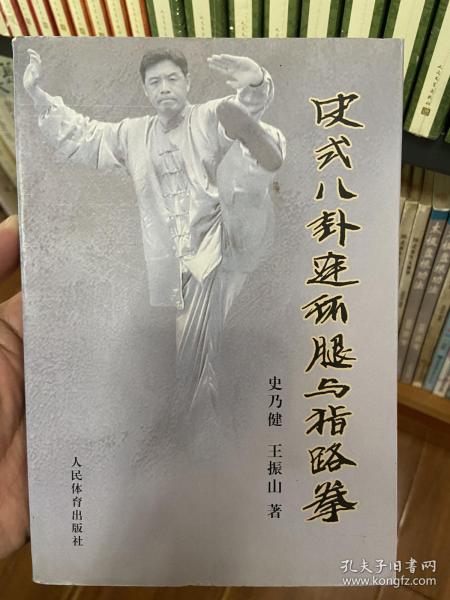 史式八卦连环腿与指路拳
史乃健 王振山 著
人民体育出版社
孔夫子旧书网
www.kongfz.com